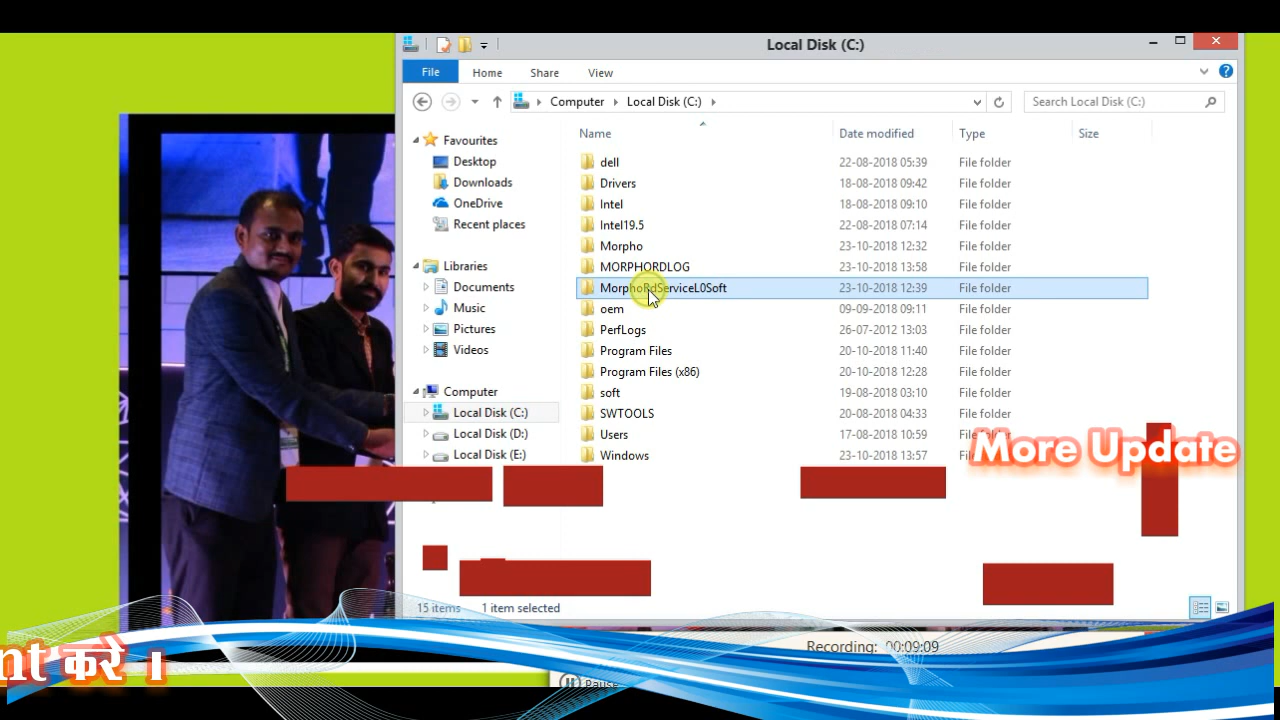 Local Disk (C:)
File Home Share View
Computer Local Disk (C:) Search Local Disk (C:)
Name Date modified Type Size
Favourites
Desktop
Downloads
OneDrive
Recent places
Libraries
Documents
Music
Pictures
Videos
Computer
Local Disk (C:)
Local Disk (D:)
Local Disk (E:)
dell 22-08-2018 05:39 File folder
Drivers 18-08-2018 09:42 File folder
Intel 18-08-2018 09:10 File folder
Intel19.5 22-08-2018 07:14 File folder
Morpho 23-10-2018 12:32 File folder
MORPHORDLOG 23-10-2018 13:58 File folder
MorphoRdServiceL0Soft 23-10-2018 12:39 File folder
oem 09-09-2018 09:11 File folder
PerfLogs 26-07-2012 13:03 File folder
Program Files 20-10-2018 11:40 File folder
Program Files (x86) 20-10-2018 12:28 File folder
soft 19-08-2018 03:10 File folder
SWTOOLS 20-08-2018 04:33 File folder
Users 17-08-2018 10:59 File folder
Windows 23-10-2018 13:57 File folder
More Update
15 items 1 item selected
Recording: 00:09:09
nt करे ।
Pause